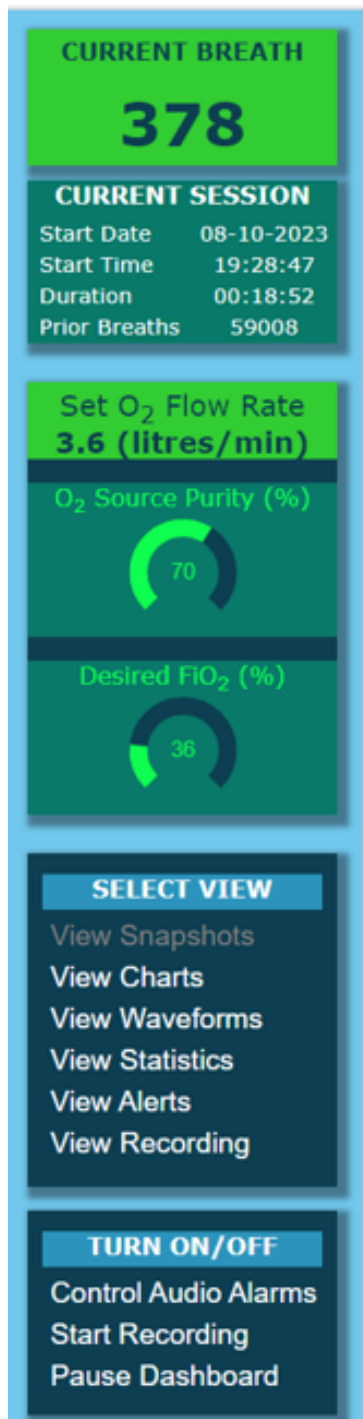 CURRENT BREATH
378
CURRENT SESSION
Start Date 08-10-2023
Start Time 19:28:47
Duration 00:18:52
Prior Breaths 59008
Set O₂ Flow Rate
3.6 (litres/min)
O₂ Source Purity (%)
70
Desired FiO₂ (%)
36
SELECT VIEW
View Snapshots
View Charts
View Waveforms
View Statistics
View Alerts
View Recording
TURN ON/OFF
Control Audio Alarms
Start Recording
Pause Dashboard